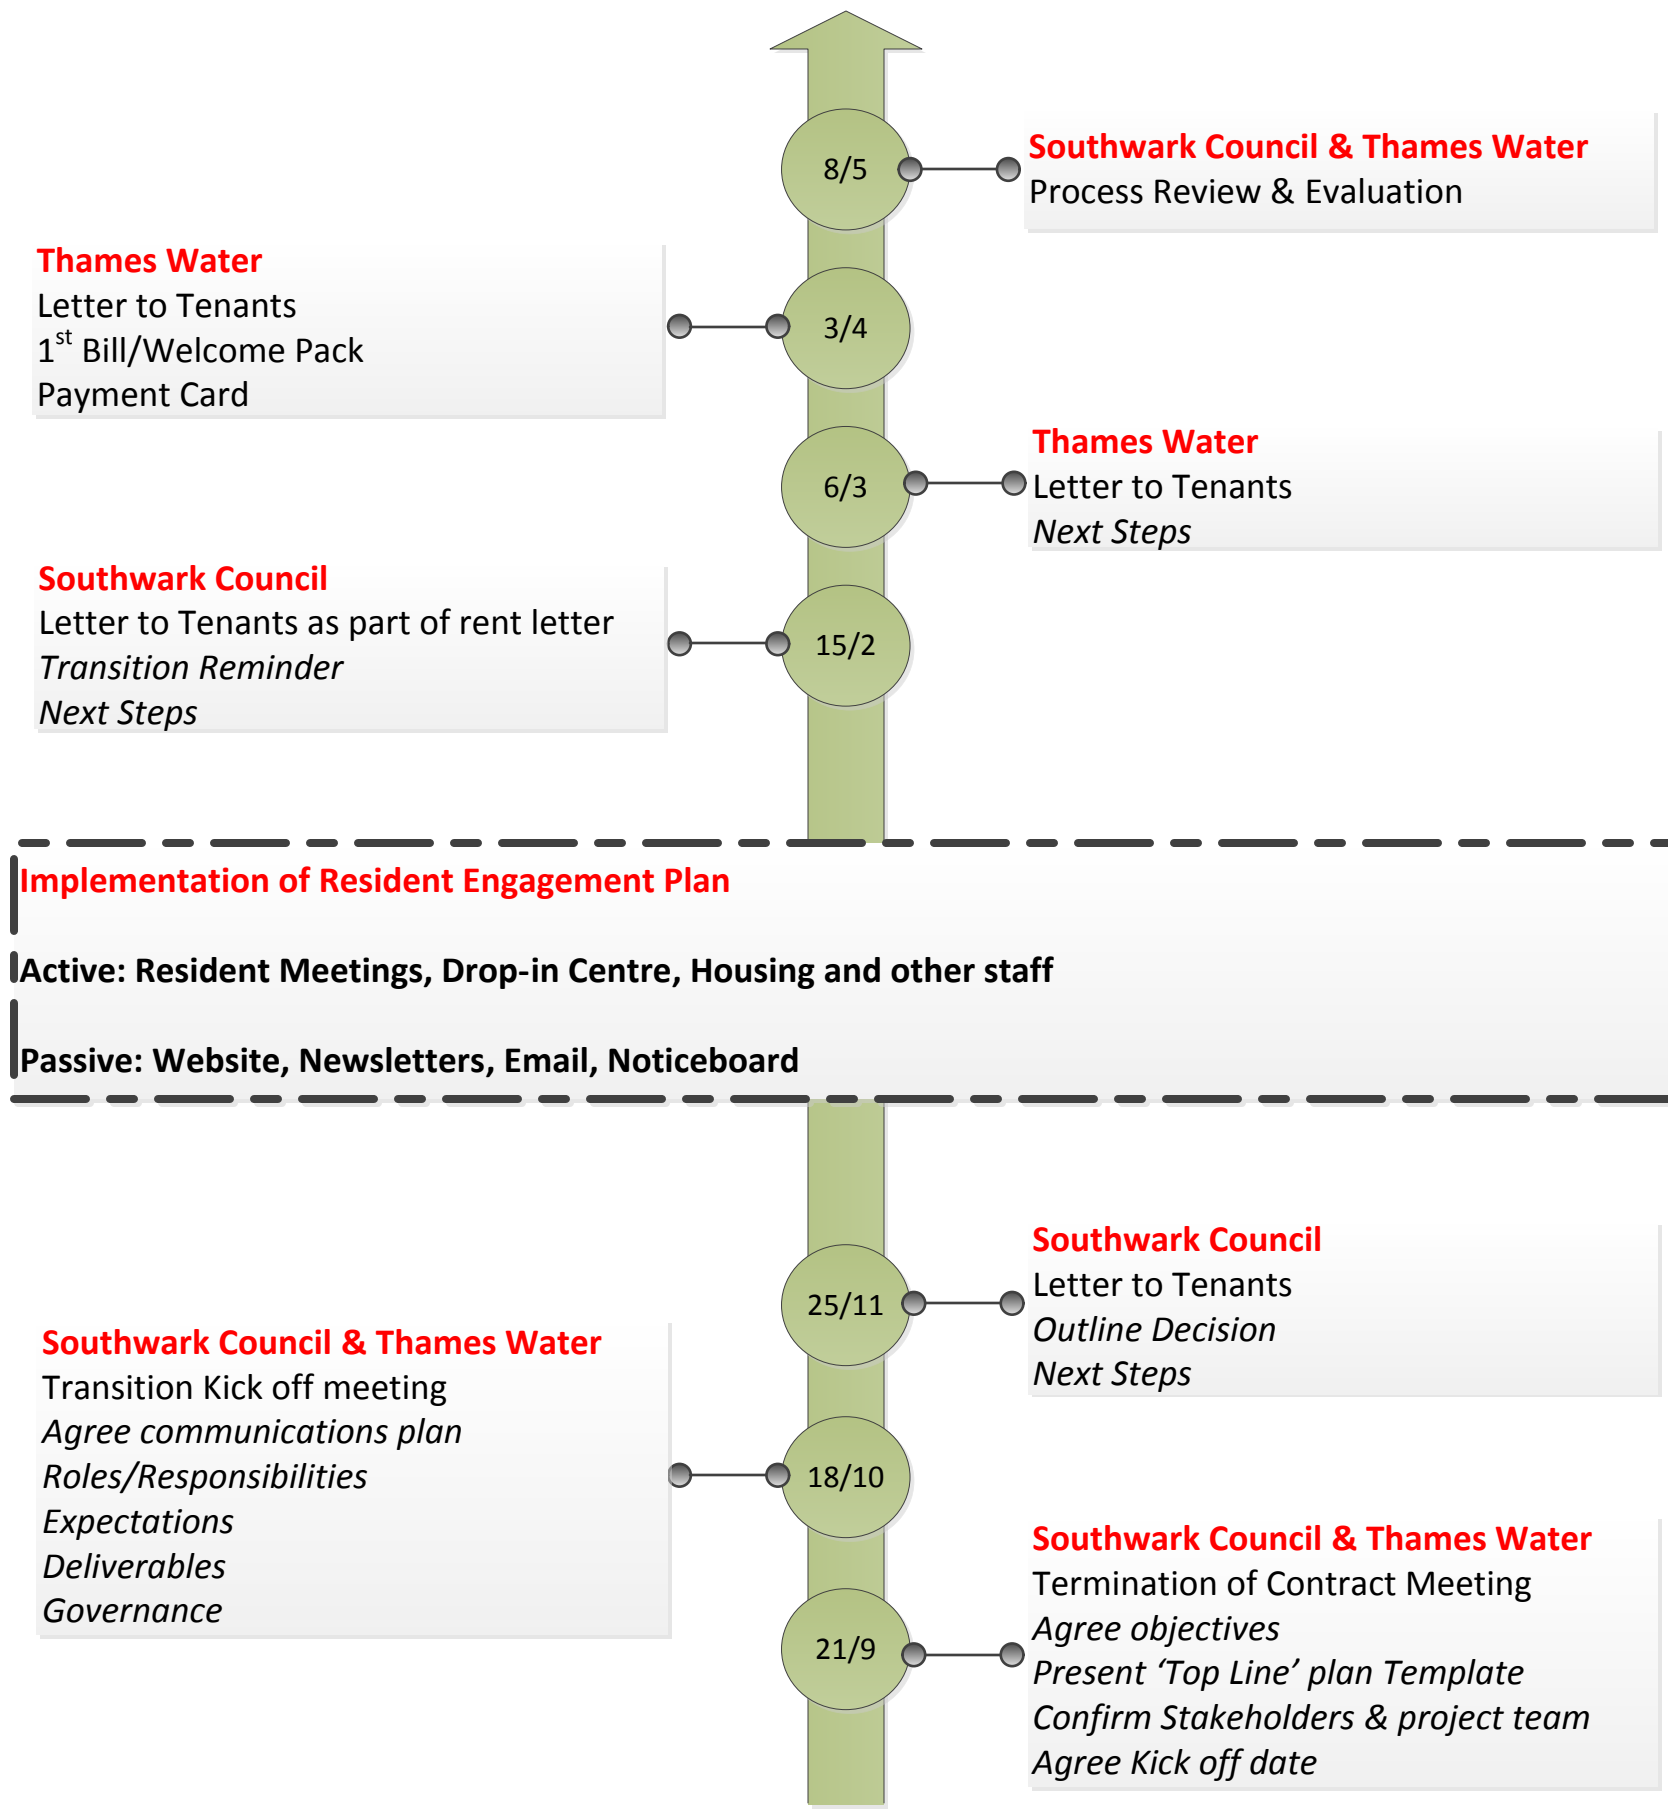 8/5
Southwark Council & Thames Water
Process Review & Evaluation
Thames Water
Letter to Tenants
1st Bill/Welcome Pack
Payment Card
3/4
6/3
Thames Water
Letter to Tenants
Next Steps
Southwark Council
Letter to Tenants as part of rent letter
Transition Reminder
Next Steps
15/2
Implementation of Resident Engagement Plan
Active: Resident Meetings, Drop-in Centre, Housing and other staff
Passive: Website, Newsletters, Email, Noticeboard
25/11
Southwark Council
Letter to Tenants
Outline Decision
Next Steps
Southwark Council & Thames Water
Transition Kick off meeting
Agree communications plan
Roles/Responsibilities
Expectations
Deliverables
Governance
18/10
21/9
Southwark Council & Thames Water
Termination of Contract Meeting
Agree objectives
Present ‘Top Line’ plan Template
Confirm Stakeholders & project team
Agree Kick off date